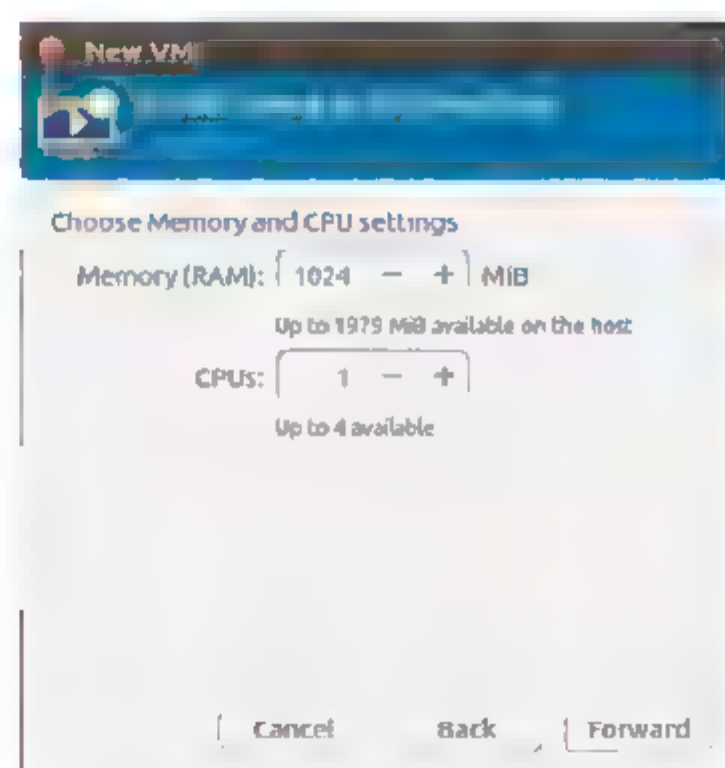 New VM
Choose Memory and CPU settings
Memory (RAM): 1024 − + MiB
Up to 1979 MiB available on the host
CPUs: 1 − +
Up to 4 available
Cancel Back Forward